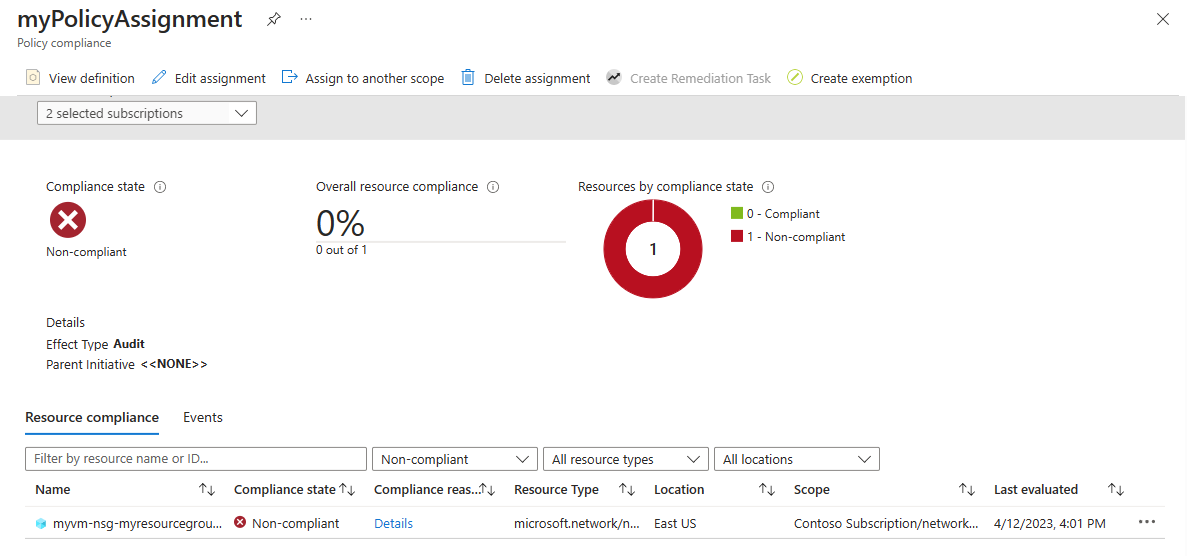 myPolicyAssignment
Policy compliance
View definition Edit assignment Assign to another scope Delete assignment Create Remediation Task Create exemption
2 selected subscriptions
Compliance state Overall resource compliance Resources by compliance state
0% 0 - Compliant
1 1 - Non-compliant
Non-compliant 0 out of 1
Details
Effect Type Audit
Parent Initiative <<NONE>>
Resource compliance Events
Filter by resource name or ID... Non-compliant All resource types All locations
Name Compliance state Compliance reas... Resource Type Location Scope Last evaluated
myvm-nsg-myresourcegrou... Non-compliant Details microsoft.network/n... East US Contoso Subscription/network... 4/12/2023, 4:01 PM